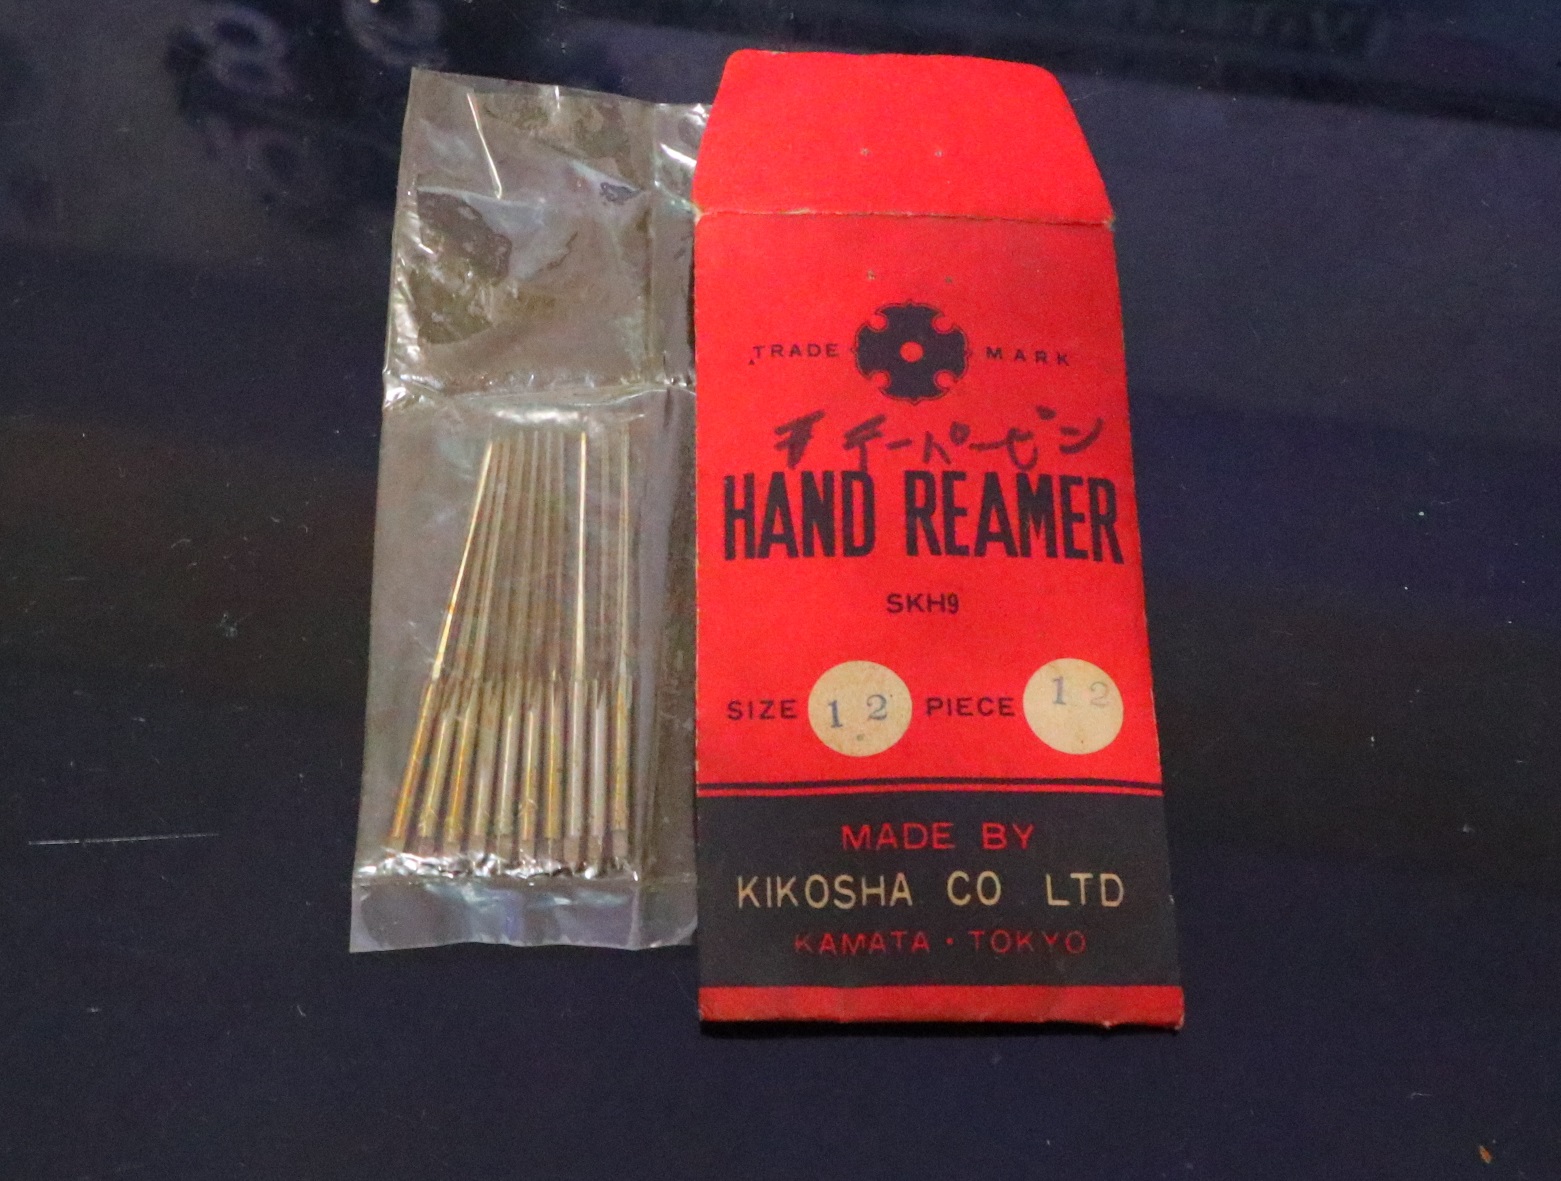 TRADE MARK
テーパーピン
HAND REAMER
SKH9
SIZE 12 PIECE 12
MADE BY
KIKOSHA CO LTD
KAMATA・TOKYO